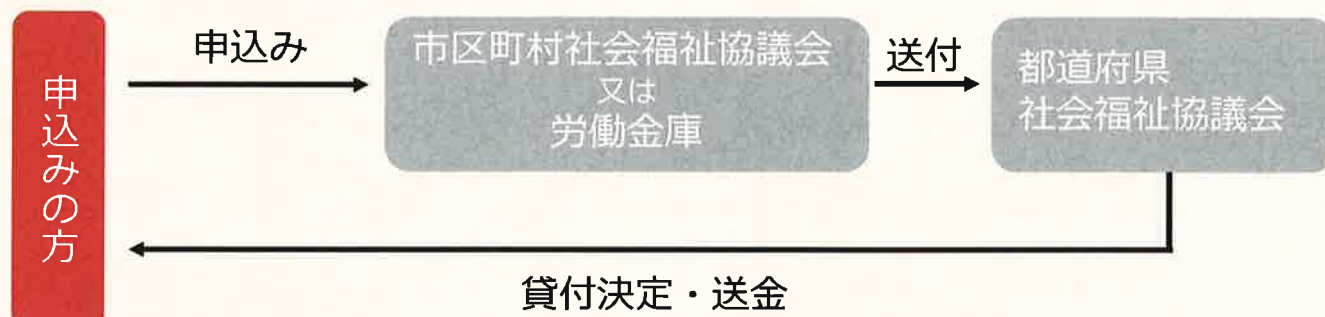 申込みの方
申込み
市区町村社会福祉協議会
又は
労働金庫
送付
都道府県
社会福祉協議会
貸付決定・送金